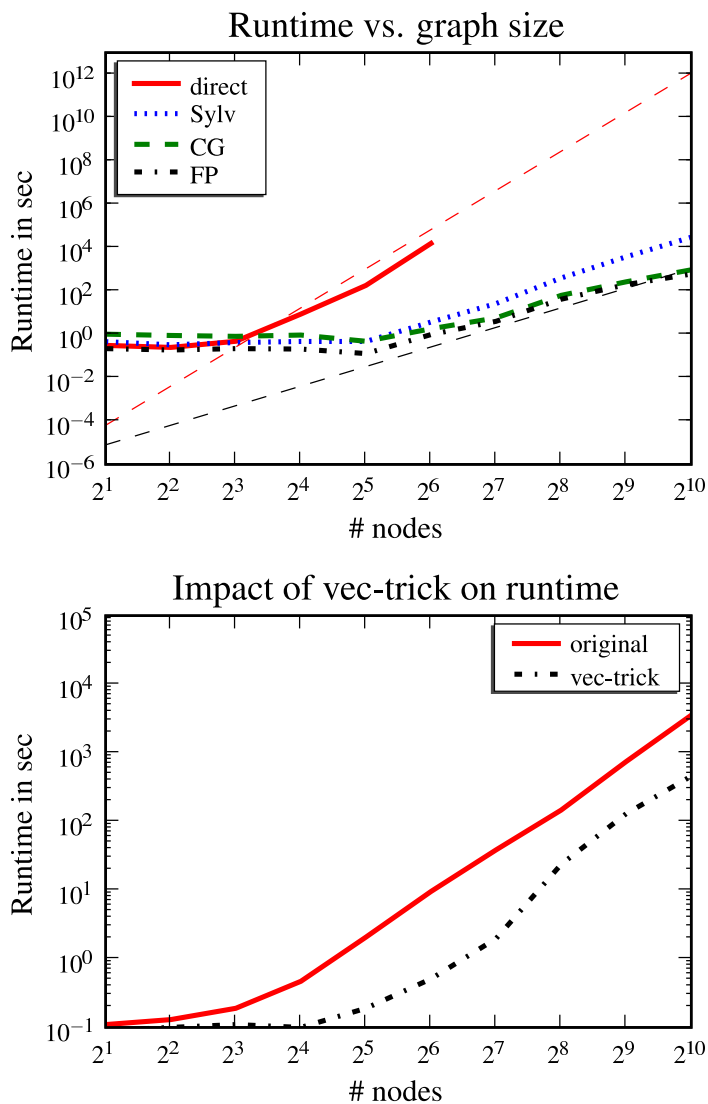 Runtime vs. graph size
direct
Sylv
CG
FP
Runtime in sec
10^12
10^10
10^8
10^6
10^4
10^2
10^0
10^−2
10^−4
10^−6
2^1 2^2 2^3 2^4 2^5 2^6 2^7 2^8 2^9 2^10
# nodes
Impact of vec-trick on runtime
original
vec-trick
Runtime in sec
10^5
10^4
10^3
10^2
10^1
10^0
10^−1
2^1 2^2 2^3 2^4 2^5 2^6 2^7 2^8 2^9 2^10
# nodes